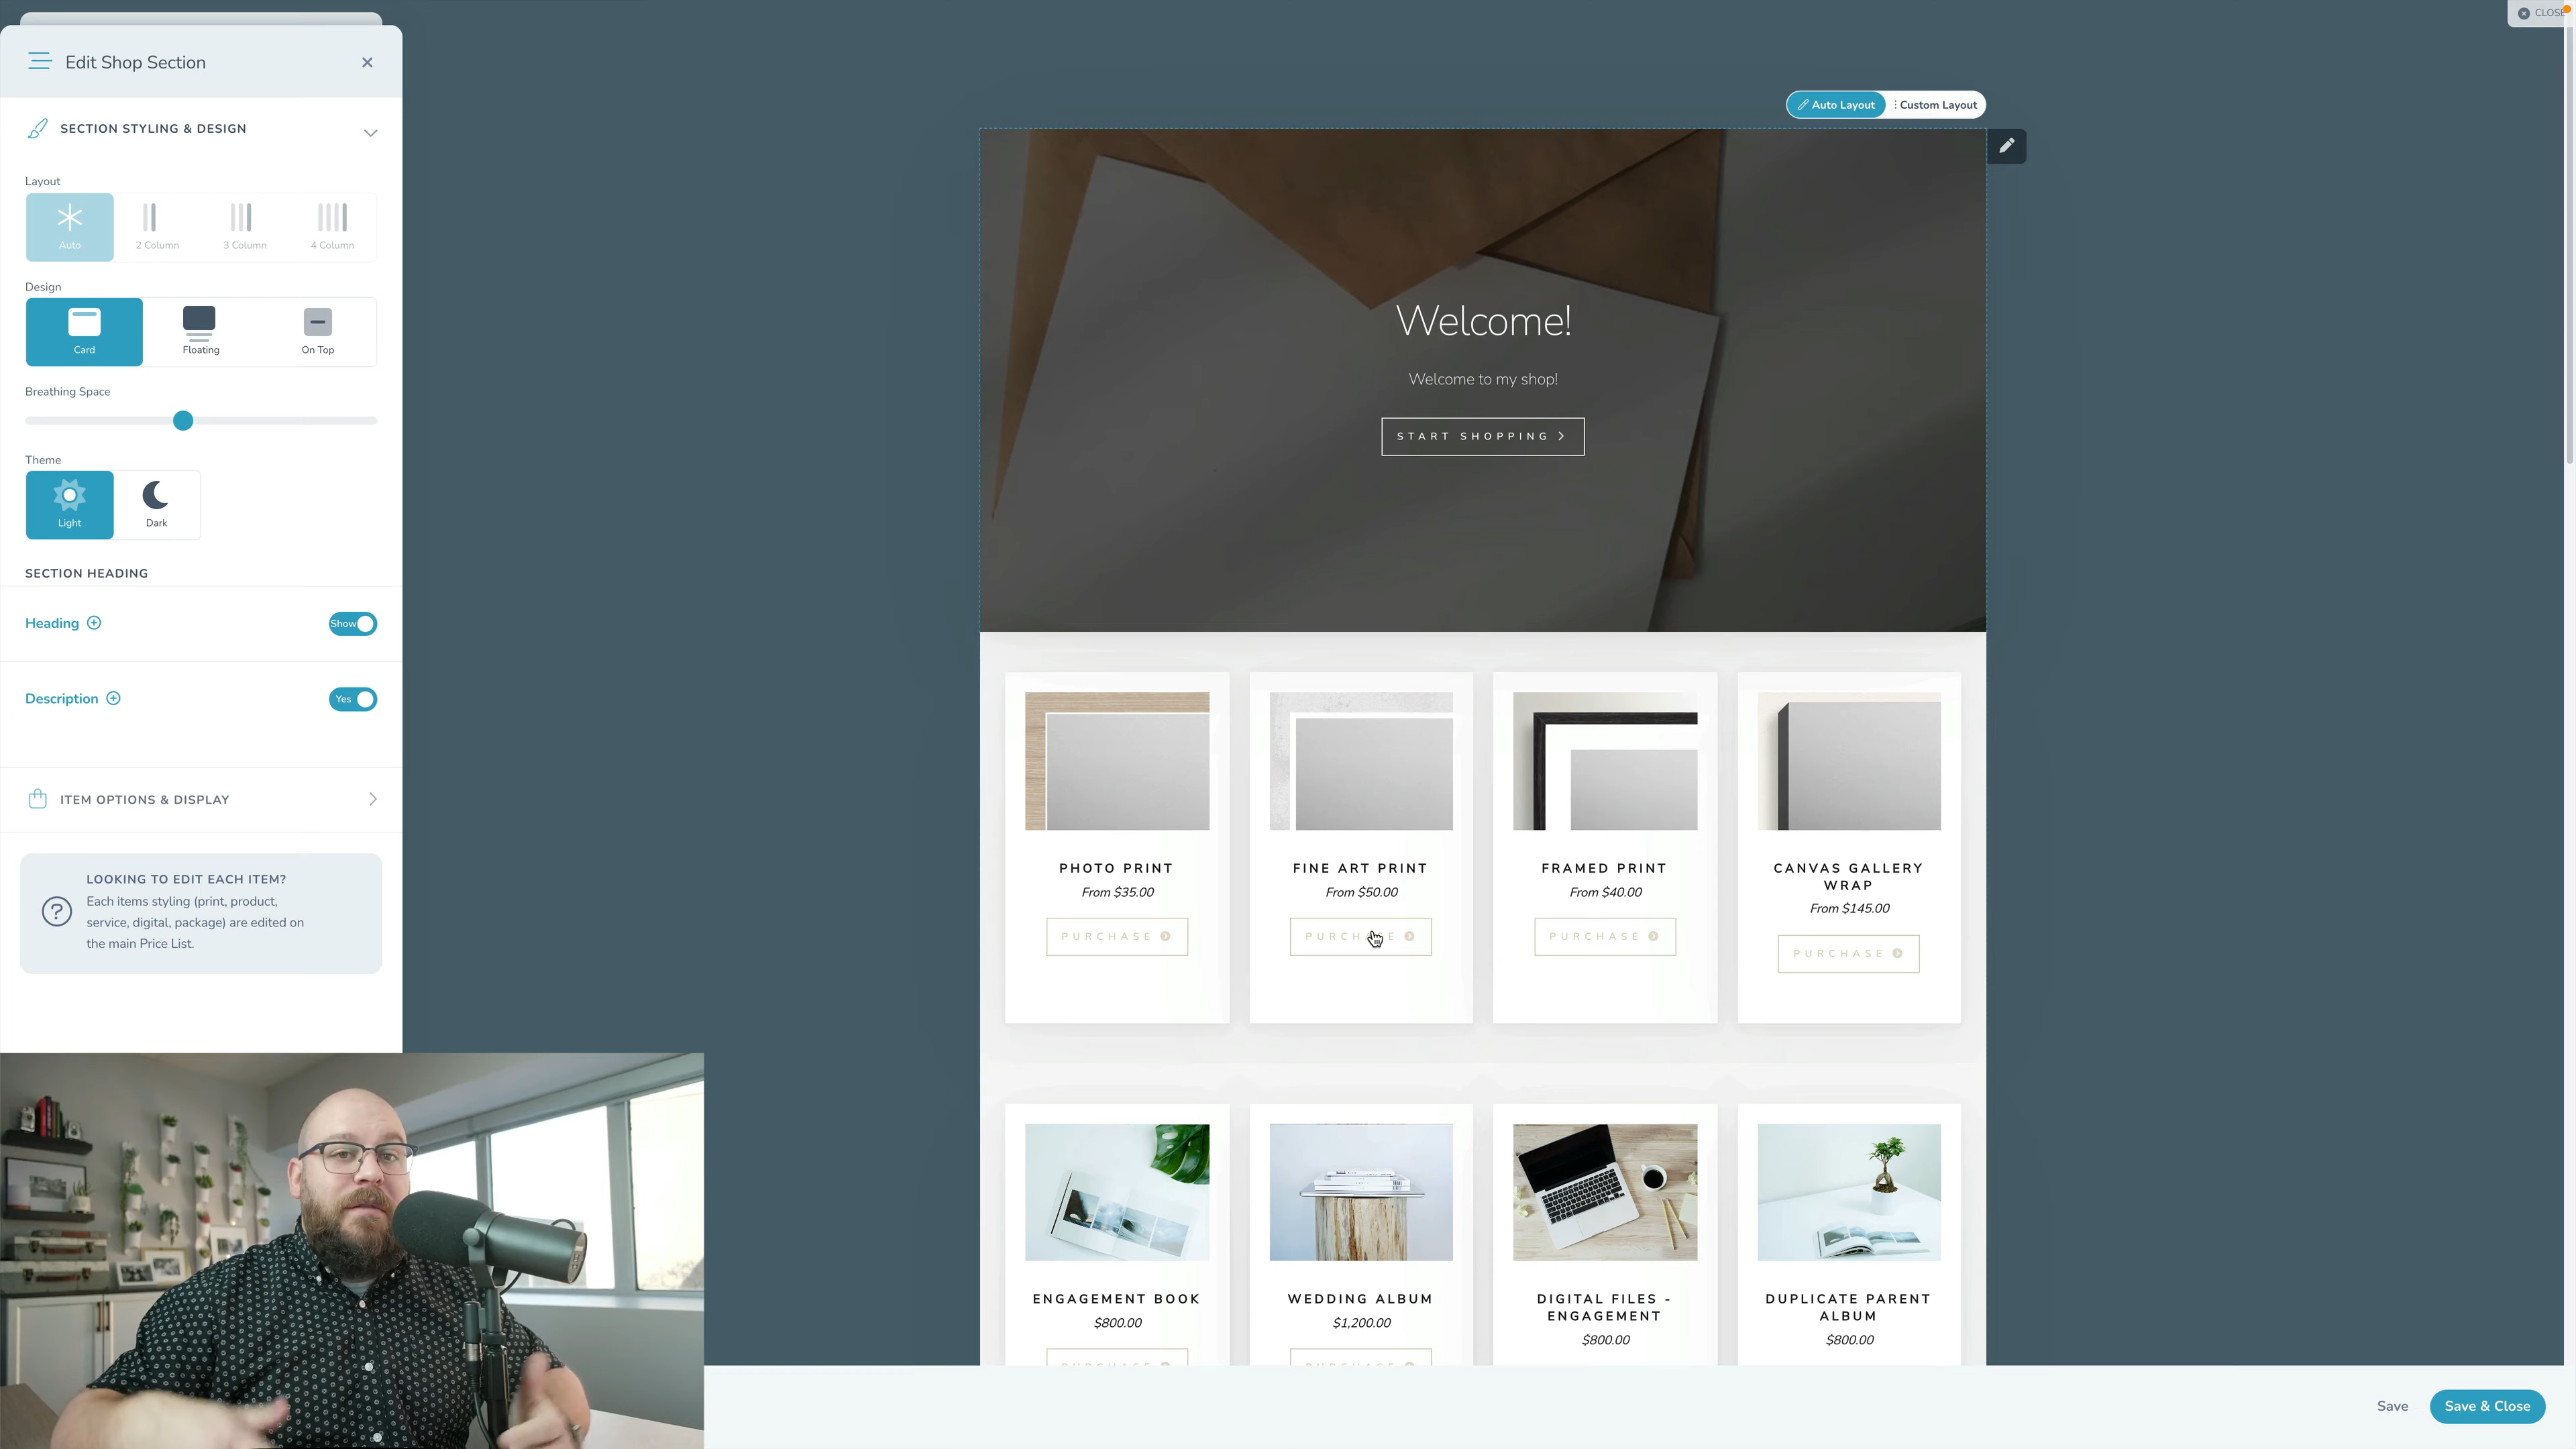 CLOSE
Edit Shop Section
SECTION STYLING & DESIGN
Layout
Auto
2 Column
3 Column
4 Column
Design
Card
Floating
On Top
Breathing Space
Theme
Light
Dark
SECTION HEADING
Heading
Show
Description
Yes
ITEM OPTIONS & DISPLAY
LOOKING TO EDIT EACH ITEM?
Each items styling (print, product,
service, digital, package) are edited on
the main Price List.
Auto Layout
Custom Layout
Welcome!
Welcome to my shop!
START SHOPPING
PHOTO PRINT
From $35.00
PURCHASE
FINE ART PRINT
From $50.00
PURCHASE
FRAMED PRINT
From $40.00
PURCHASE
CANVAS GALLERY
WRAP
From $145.00
PURCHASE
ENGAGEMENT BOOK
$800.00
PURCHASE
WEDDING ALBUM
$1,200.00
PURCHASE
DIGITAL FILES -
ENGAGEMENT
$800.00
DUPLICATE PARENT
ALBUM
$800.00
Save
Save & Close